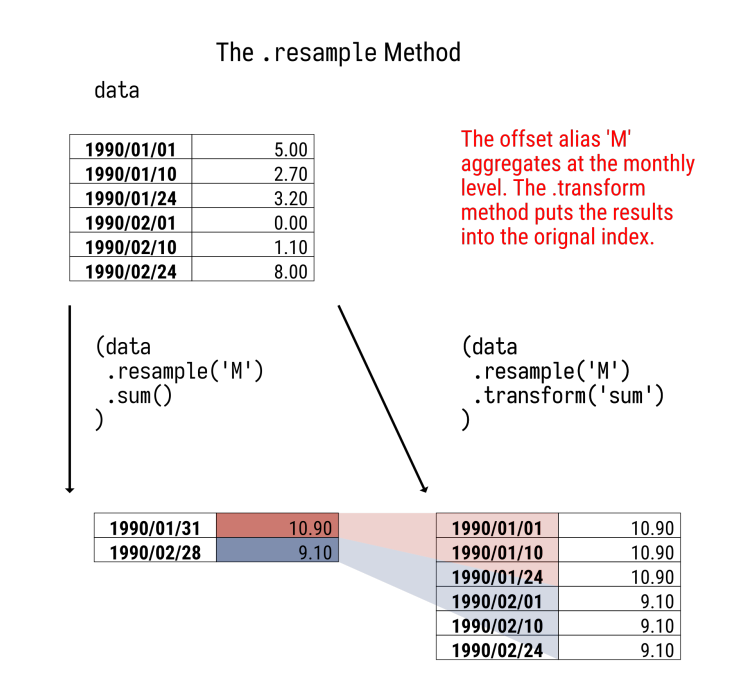 The .resample Method
data
1990/01/01 5.00
1990/01/10 2.70
1990/01/24 3.20
1990/02/01 0.00
1990/02/10 1.10
1990/02/24 8.00
The offset alias 'M'
aggregates at the monthly
level. The .transform
method puts the results
into the orignal index.
(data
.resample('M')
.sum()
)
(data
.resample('M')
.transform('sum')
)
1990/01/31 10.90
1990/02/28 9.10
1990/01/01 10.90
1990/01/10 10.90
1990/01/24 10.90
1990/02/01 9.10
1990/02/10 9.10
1990/02/24 9.10